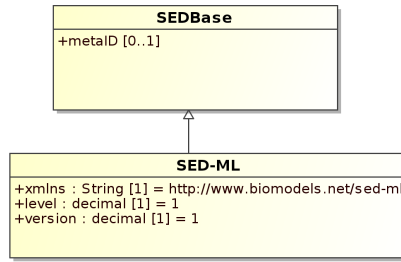 SEDBase
+metaID [0..1]
SED-ML
+xmlns : String [1] = http://www.biomodels.net/sed-ml
+level : decimal [1] = 1
+version : decimal [1] = 1